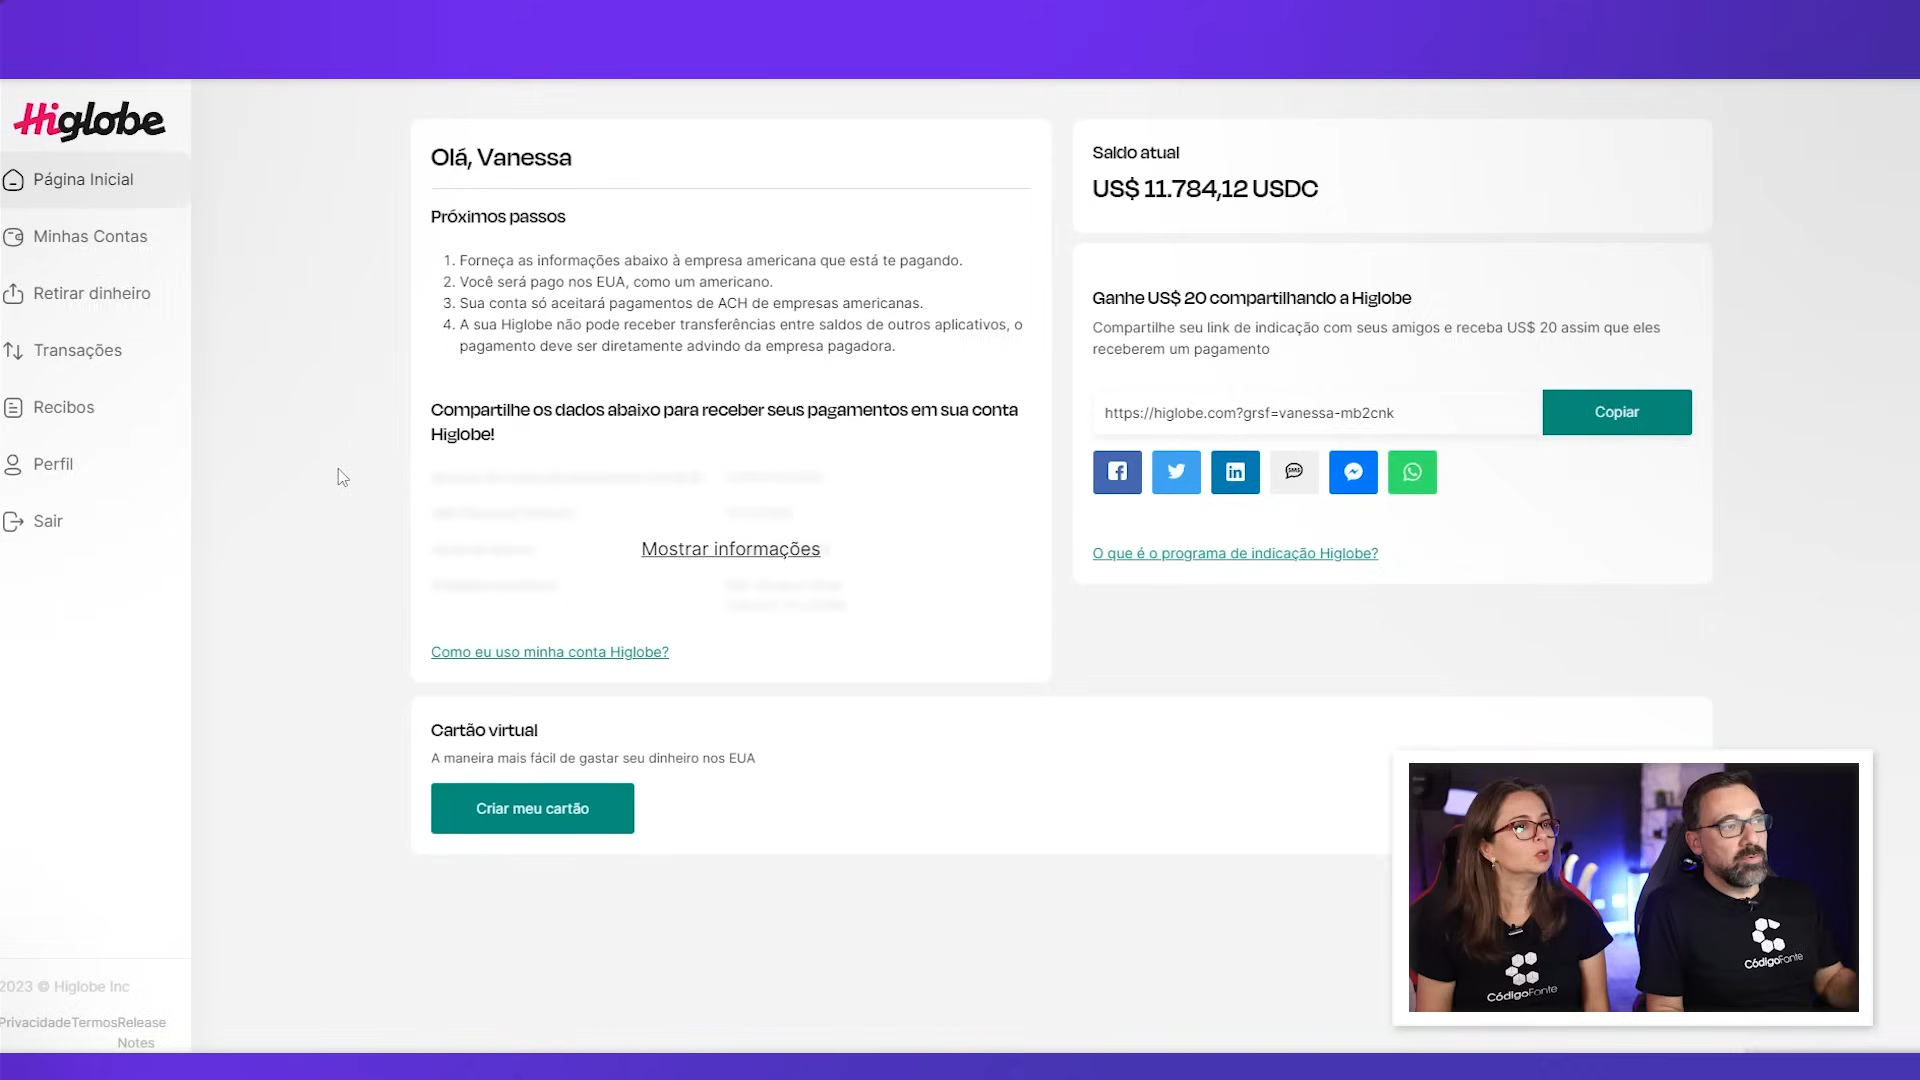 Higlobe
Página Inicial
Minhas Contas
Retirar dinheiro
Transações
Recibos
Perfil
Sair
2023 © Higlobe Inc
PrivacidadeTermosRelease
Notes
Olá, Vanessa
Próximos passos
1. Forneça as informações abaixo à empresa americana que está te pagando.
2. Você será pago nos EUA, como um americano.
3. Sua conta só aceitará pagamentos de ACH de empresas americanas.
4. A sua Higlobe não pode receber transferências entre saldos de outros aplicativos, o
pagamento deve ser diretamente advindo da empresa pagadora.
Compartilhe os dados abaixo para receber seus pagamentos em sua conta
Higlobe!
Mostrar informações
Como eu uso minha conta Higlobe?
Saldo atual
US$ 11.784,12 USDC
Ganhe US$ 20 compartilhando a Higlobe
Compartilhe seu link de indicação com seus amigos e receba US$ 20 assim que eles
receberem um pagamento
https://higlobe.com?grsf=vanessa-mb2cnk
Copiar
SMS
O que é o programa de indicação Higlobe?
Cartão virtual
A maneira mais fácil de gastar seu dinheiro nos EUA
Criar meu cartão
CódigoFonte
CódigoFonte